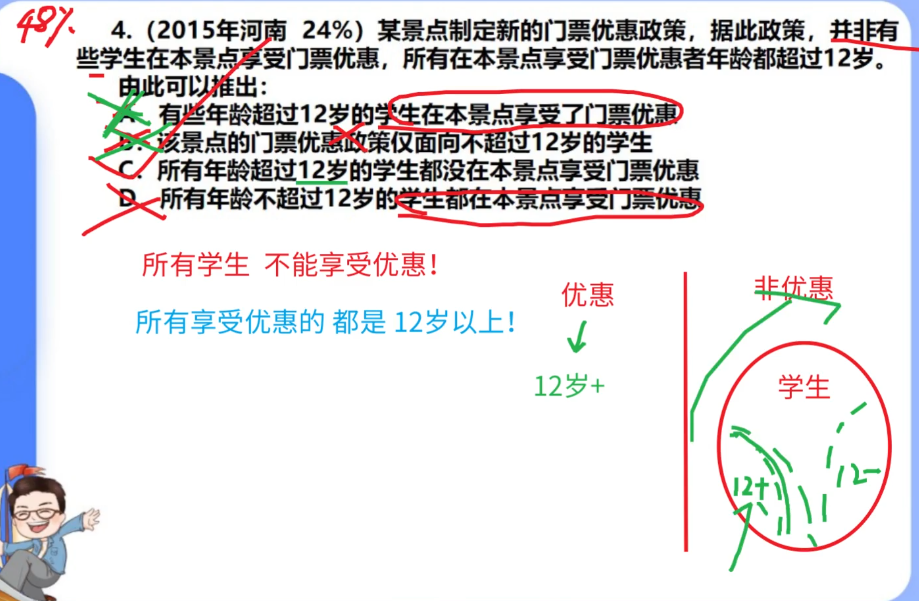 48%
4.（2015年河南 24%）某景点制定新的门票优惠政策，据此政策，并非有
些学生在本景点享受门票优惠，所有在本景点享受门票优惠者年龄都超过12岁。
由此可以推出：
A. 有些年龄超过12岁的学生在本景点享受了门票优惠
B. 该景点的门票优惠政策仅面向不超过12岁的学生
C. 所有年龄超过12岁的学生都没在本景点享受门票优惠
D. 所有年龄不超过12岁的学生都在本景点享受门票优惠
所有学生 不能享受优惠！
所有享受优惠的 都是 12岁以上！
优惠
12岁+
非优惠
学生
12+
12-